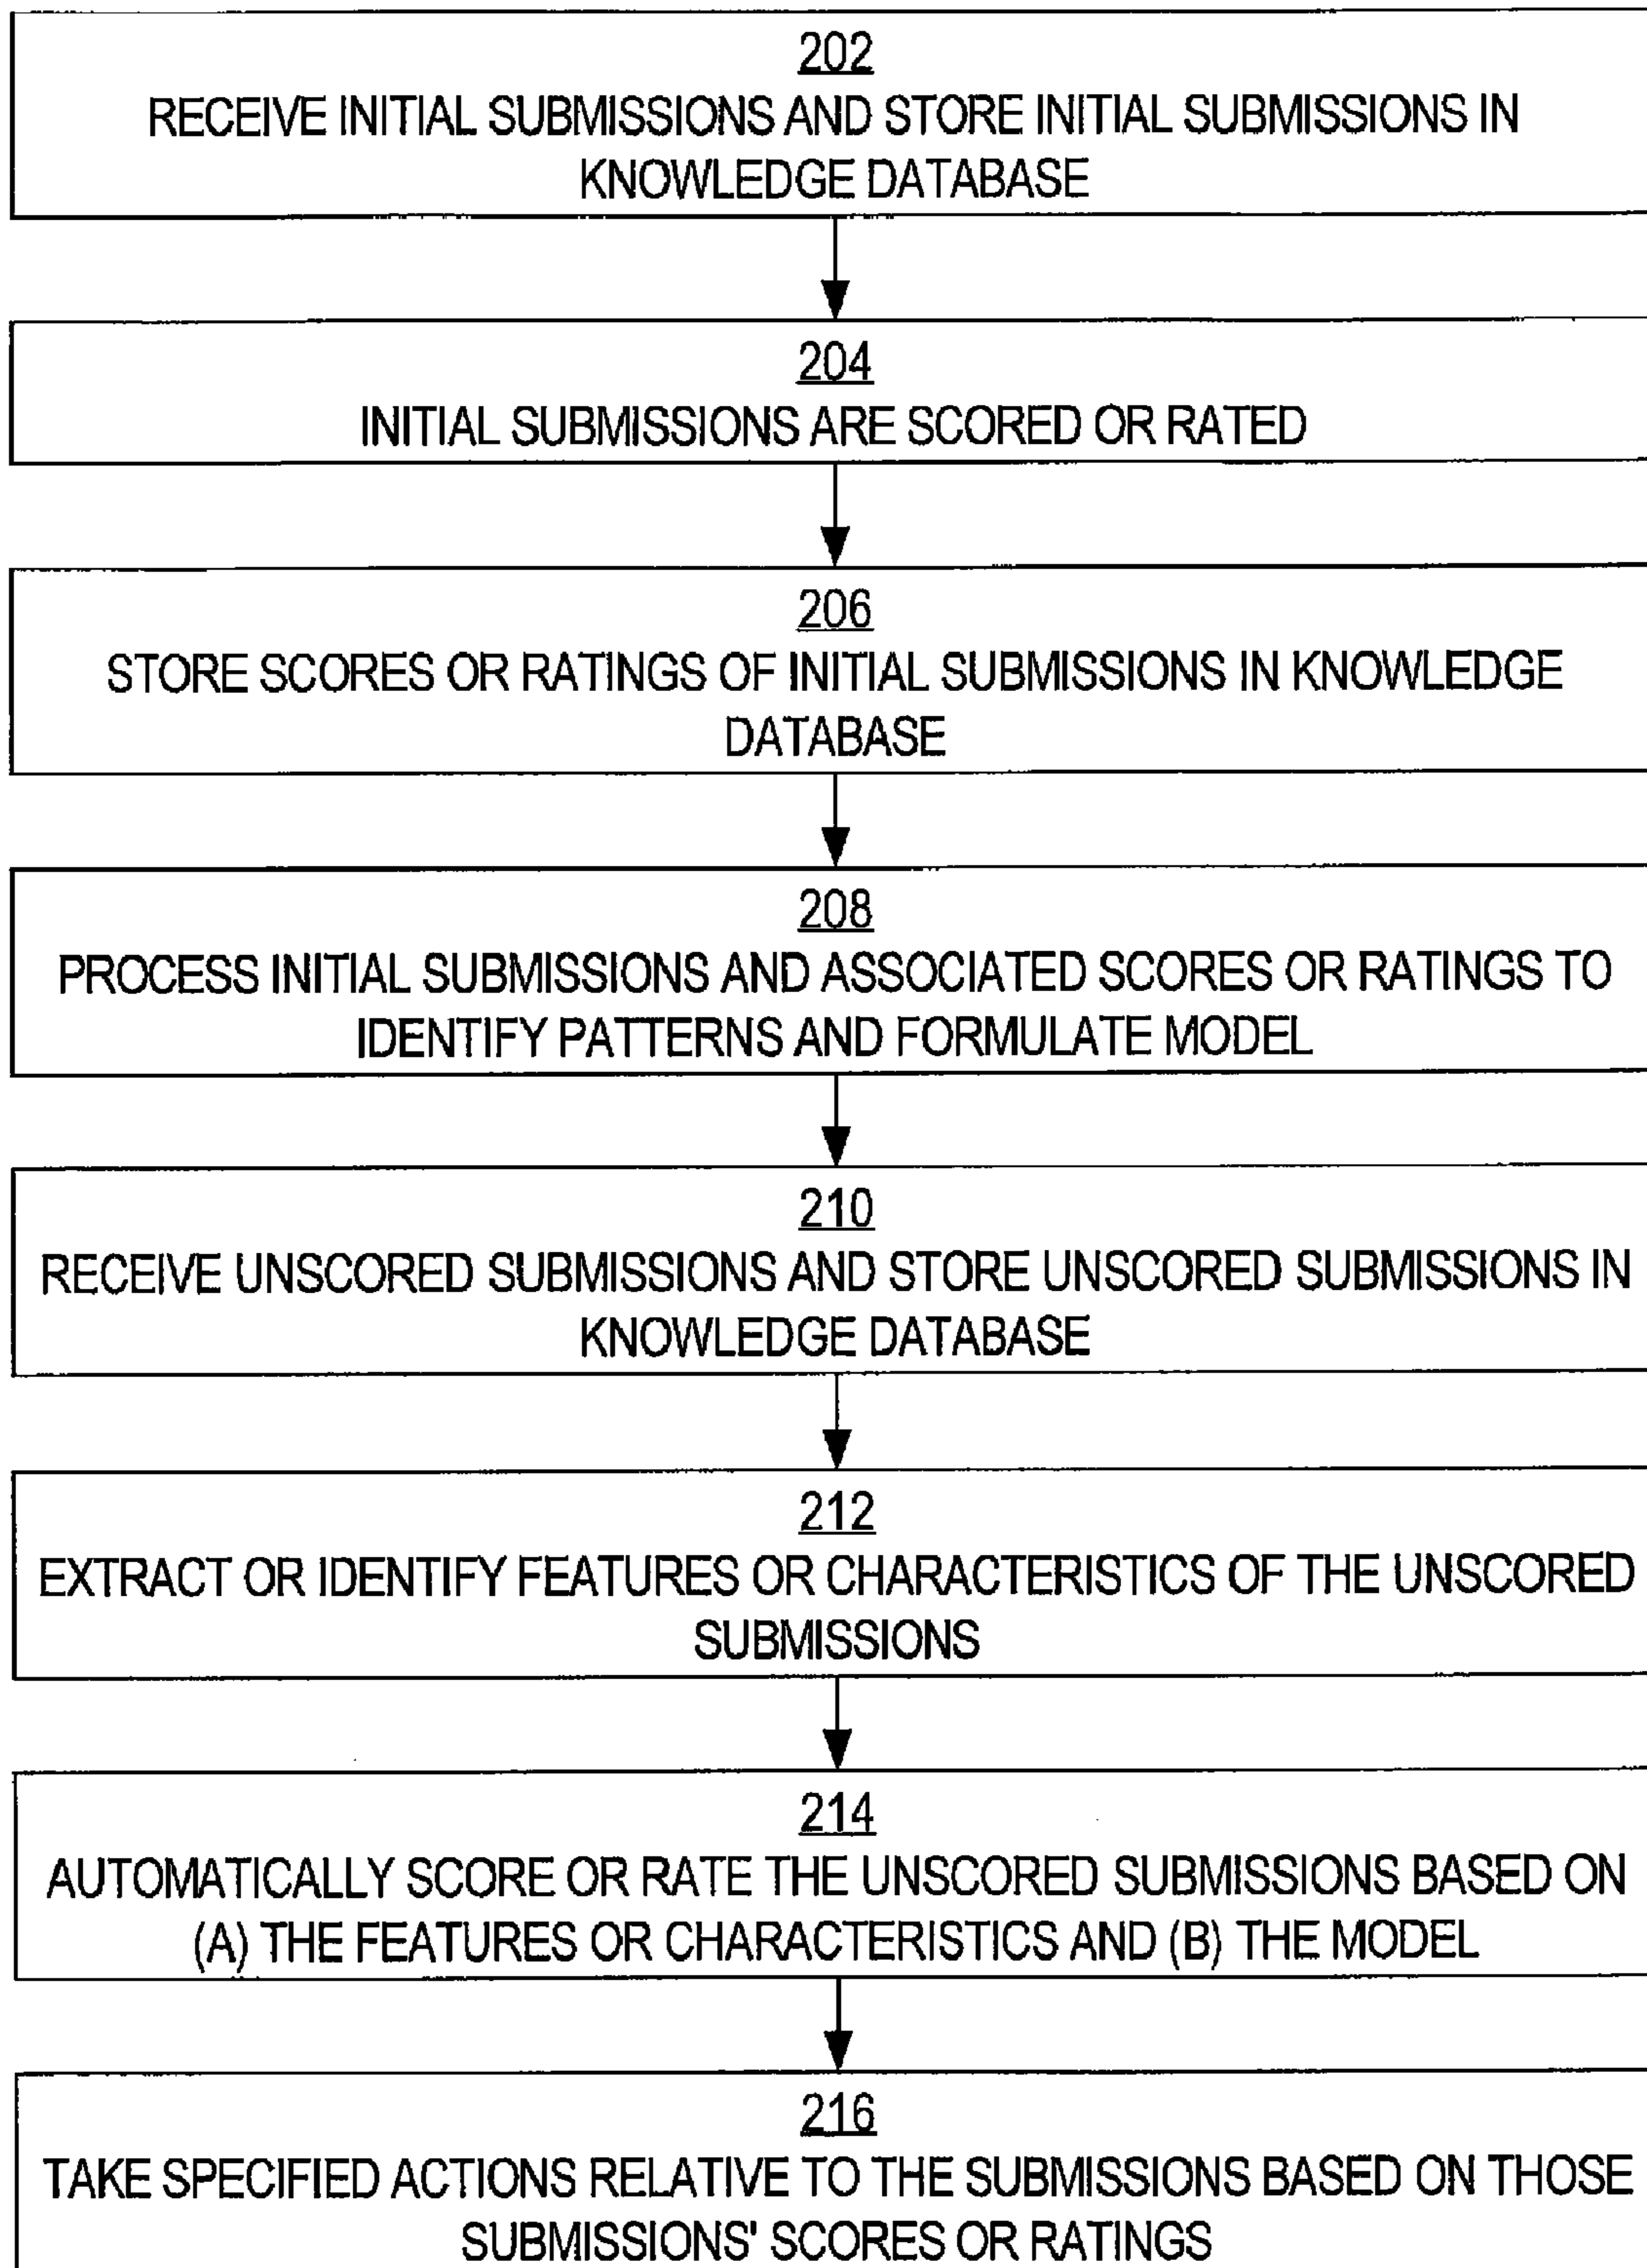 202
RECEIVE INITIAL SUBMISSIONS AND STORE INITIAL SUBMISSIONS IN
KNOWLEDGE DATABASE
204
INITIAL SUBMISSIONS ARE SCORED OR RATED
206
STORE SCORES OR RATINGS OF INITIAL SUBMISSIONS IN KNOWLEDGE
DATABASE
208
PROCESS INITIAL SUBMISSIONS AND ASSOCIATED SCORES OR RATINGS TO
IDENTIFY PATTERNS AND FORMULATE MODEL
210
RECEIVE UNSCORED SUBMISSIONS AND STORE UNSCORED SUBMISSIONS IN
KNOWLEDGE DATABASE
212
EXTRACT OR IDENTIFY FEATURES OR CHARACTERISTICS OF THE UNSCORED
SUBMISSIONS
214
AUTOMATICALLY SCORE OR RATE THE UNSCORED SUBMISSIONS BASED ON
(A) THE FEATURES OR CHARACTERISTICS AND (B) THE MODEL
216
TAKE SPECIFIED ACTIONS RELATIVE TO THE SUBMISSIONS BASED ON THOSE
SUBMISSIONS' SCORES OR RATINGS